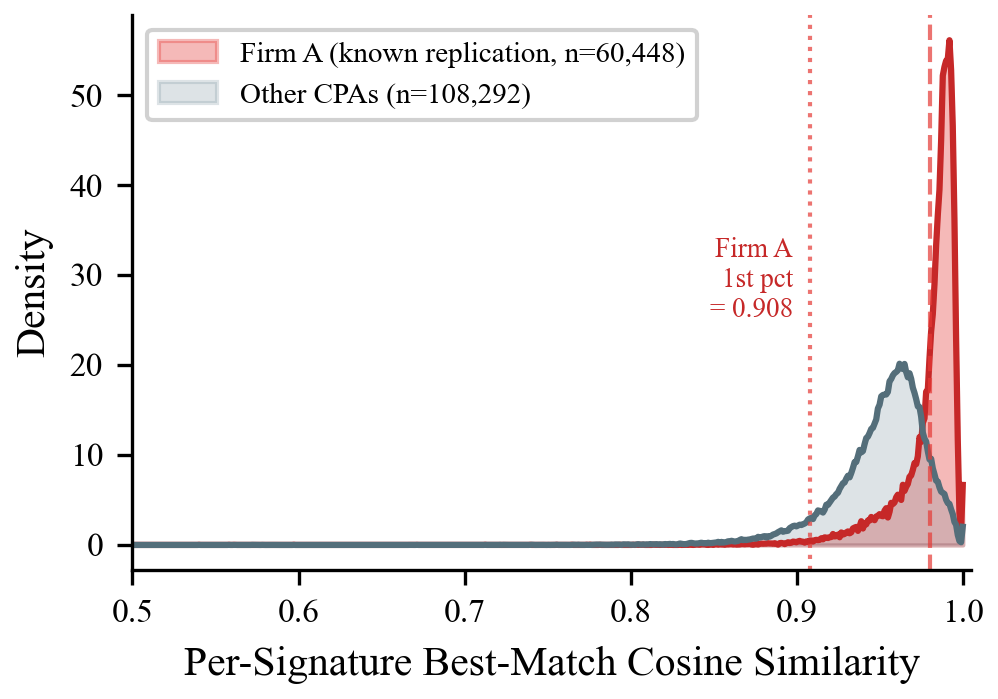 Firm A (known replication, n=60,448)
Other CPAs (n=108,292)
Density
50
40
30
20
10
0
Firm A
1st pct
= 0.908
0.5 0.6 0.7 0.8 0.9 1.0
Per-Signature Best-Match Cosine Similarity